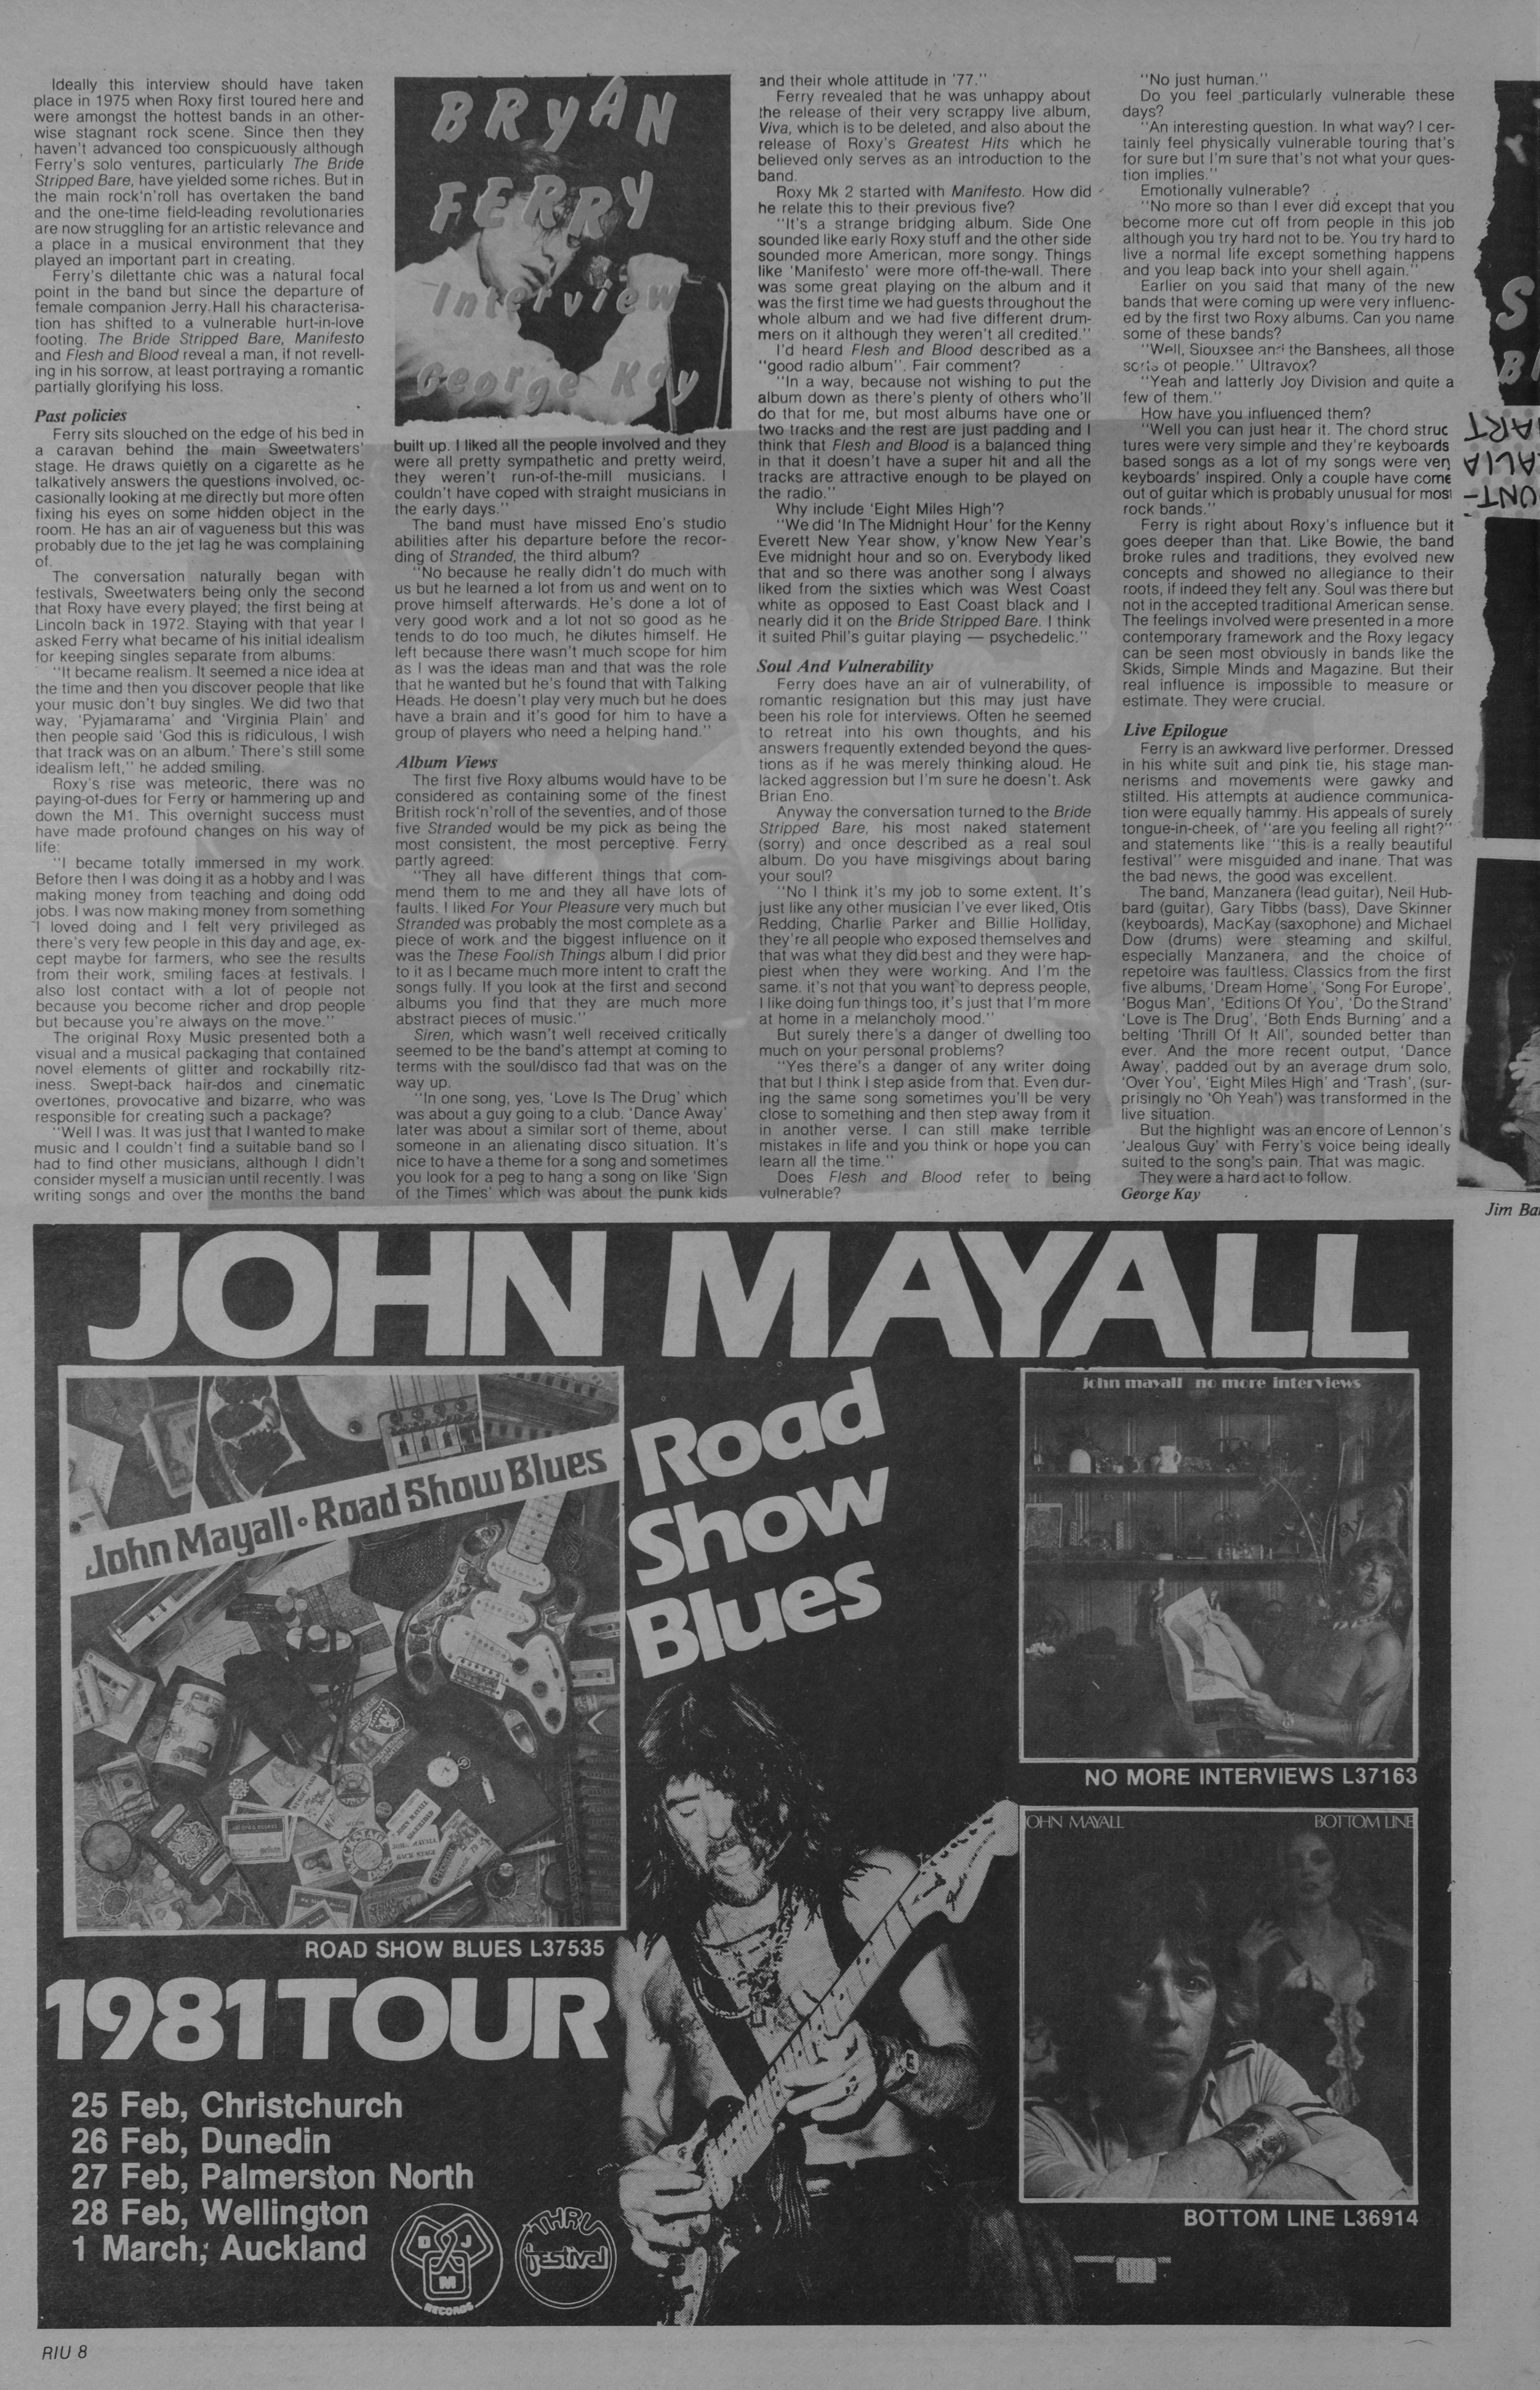 Ideally this interview should have taken
place in 1975 when Roxy first toured here and
were amongst the hottest bands in an other-
wise stagnant rock scene. Since then they
haven't advanced too conspicuously although
Ferry's solo ventures, particularly The Bride
Stripped Bare, have yielded some riches. But in
the main rock'n'roll has overtaken the band
and the one-time field-leading revolutionaries
are now struggling for an artistic relevance and
a place in a musical environment that they
played an important part in creating.
Ferry's dilettante chic was a natural focal
point in the band but since the departure of
female companion Jerry Hall his characterisa-
tion has shifted to a vulnerable hurt-in-love
footing. The Bride Stripped Bare, Manifesto
and Flesh and Blood reveal a man, if not revell-
ing in his sorrow, at least portraying a romantic
partially glorifying his loss.
Past policies
Ferry sits slouched on the edge of his bed in
a caravan behind the main Sweetwaters'
stage. He draws quietly on a cigarette as he
talkatively answers the questions involved, oc-
casionally looking at me directly but more often
fixing his eyes on some hidden object in the
room. He has an air of vagueness but this was
probably due to the jet lag he was complaining
of.
The conversation naturally began with
festivals, Sweetwaters being only the second
that Roxy have every played; the first being at
Lincoln back in 1972. Staying with that year I
asked Ferry what became of his initial idealism
for keeping singles separate from albums:
"It became realism. It seemed a nice idea at
the time and then you discover people that like
your music don't buy singles. We did two that
way, 'Pyjamarama' and 'Virginia Plain' and
then people said 'God this is ridiculous, I wish
that track was on an album.' There's still some
idealism left," he added smiling.
Roxy's rise was meteoric, there was no
paying-of-dues for Ferry or hammering up and
down the M1. This overnight success must
have made profound changes on his way of
life:
"I became totally immersed in my work.
Before then I was doing it as a hobby and I was
making money from teaching and doing odd
jobs. I was now making money from something
I loved doing and I felt very privileged as
there's very few people in this day and age, ex-
cept maybe for farmers, who see the results
from their work, smiling faces at festivals. I
also lost contact with a lot of people not
because you become richer and drop people
but because you're always on the move."
The original Roxy Music presented both a
visual and a musical packaging that contained
novel elements of glitter and rockabilly ritz-
iness. Swept-back hair-dos and cinematic
overtones, provocative and bizarre, who was
responsible for creating such a package?
"Well I was. It was just that I wanted to make
music and I couldn't find a suitable band so I
had to find other musicians, although I didn't
consider myself a musician until recently. I was
writing songs and over the months the band
BRYAN
FERRY
Interview
George Kay
built up. I liked all the people involved and they
were all pretty sympathetic and pretty weird,
they weren't run-of-the-mill musicians. I
couldn't have coped with straight musicians in
the early days."
The band must have missed Eno's studio
abilities after his departure before the recor-
ding of Stranded, the third album?
"No because he really didn't do much with
us but he learned a lot from us and went on to
prove himself afterwards. He's done a lot of
very good work and a lot not so good as he
tends to do too much, he dilutes himself. He
left because there wasn't much scope for him
as I was the ideas man and that was the role
that he wanted but he's found that with Talking
Heads. He doesn't play very much but he does
have a brain and it's good for him to have a
group of players who need a helping hand."
Album Views
The first five Roxy albums would have to be
considered as containing some of the finest
British rock'n'roll of the seventies, and of those
five Stranded would be my pick as being the
most consistent, the most perceptive. Ferry
partly agreed:
"They all have different things that com-
mend them to me and they all have lots of
faults. I liked For Your Pleasure very much but
Stranded was probably the most complete as a
piece of work and the biggest influence on it
was the These Foolish Things album I did prior
to it as I became much more intent to craft the
songs fully. If you look at the first and second
albums you find that they are much more
abstract pieces of music."
Siren, which wasn't well received critically
seemed to be the band's attempt at coming to
terms with the soul/disco fad that was on the
way up.
"In one song, yes, 'Love Is The Drug' which
was about a guy going to a club. 'Dance Away'
later was about a similar sort of theme, about
someone in an alienating disco situation. It's
nice to have a theme for a song and sometimes
you look for a peg to hang a song on like 'Sign
of the Times' which was about the punk kids
and their whole attitude in '77."
Ferry revealed that he was unhappy about
the release of their very scrappy live album,
Viva, which is to be deleted, and also about the
release of Roxy's Greatest Hits which he
believed only serves as an introduction to the
band.
Roxy Mk 2 started with Manifesto. How did
he relate this to their previous five?
"It's a strange bridging album. Side One
sounded like early Roxy stuff and the other side
sounded more American, more songy. Things
like 'Manifesto' were more off-the-wall. There
was some great playing on the album and it
was the first time we had guests throughout the
whole album and we had five different drum-
mers on it although they weren't all credited."
I'd heard Flesh and Blood described as a
"good radio album". Fair comment?
"In a way, because not wishing to put the
album down as there's plenty of others who'll
do that for me, but most albums have one or
two tracks and the rest are just padding and I
think that Flesh and Blood is a balanced thing
in that it doesn't have a super hit and all the
tracks are attractive enough to be played on
the radio."
Why include 'Eight Miles High'?
"We did 'In The Midnight Hour' for the Kenny
Everett New Year show, y'know New Year's
Eve midnight hour and so on. Everybody liked
that and so there was another song I always
liked from the sixties which was West Coast
white as opposed to East Coast black and I
nearly did it on the Bride Stripped Bare. I think
it suited Phil's guitar playing — psychedelic."
Soul And Vulnerability
Ferry does have an air of vulnerability, of
romantic resignation but this may just have
been his role for interviews. Often he seemed
to retreat into his own thoughts, and his
answers frequently extended beyond the ques-
tions as if he was merely thinking aloud. He
lacked aggression but I'm sure he doesn't. Ask
Brian Eno.
Anyway the conversation turned to the Bride
Stripped Bare, his most naked statement
(sorry) and once described as a real soul
album. Do you have misgivings about baring
your soul?
"No I think it's my job to some extent. It's
just like any other musician I've ever liked, Otis
Redding, Charlie Parker and Billie Holliday,
they're all people who exposed themselves and
that was what they did best and they were hap-
piest when they were working. And I'm the
same. it's not that you want to depress people,
I like doing fun things too, it's just that I'm more
at home in a melancholy mood."
But surely there's a danger of dwelling too
much on your personal problems?
"Yes there's a danger of any writer doing
that but I think I step aside from that. Even dur-
ing the same song sometimes you'll be very
close to something and then step away from it
in another verse. I can still make terrible
mistakes in life and you think or hope you can
learn all the time."
Does Flesh and Blood refer to being
vulnerable?
"No just human."
Do you feel particularly vulnerable these
days?
"An interesting question. In what way? I cer-
tainly feel physically vulnerable touring that's
for sure but I'm sure that's not what your ques-
tion implies."
Emotionally vulnerable?
"No more so than I ever did except that you
become more cut off from people in this job
although you try hard not to be. You try hard to
live a normal life except something happens
and you leap back into your shell again."
Earlier on you said that many of the new
bands that were coming up were very influenc-
ed by the first two Roxy albums. Can you name
some of these bands?
"Well, Siouxsee and the Banshees, all those
sorts of people." Ultravox?
"Yeah and latterly Joy Division and quite a
few of them."
How have you influenced them?
"Well you can just hear it. The chord struc
tures were very simple and they're keyboards
based songs as a lot of my songs were very
keyboards' inspired. Only a couple have come
out of guitar which is probably unusual for most
rock bands."
Ferry is right about Roxy's influence but it
goes deeper than that. Like Bowie, the band
broke rules and traditions, they evolved new
concepts and showed no allegiance to their
roots, if indeed they felt any. Soul was there but
not in the accepted traditional American sense.
The feelings involved were presented in a more
contemporary framework and the Roxy legacy
can be seen most obviously in bands like the
Skids, Simple Minds and Magazine. But their
real influence is impossible to measure or
estimate. They were crucial.
Live Epilogue
Ferry is an awkward live performer. Dressed
in his white suit and pink tie, his stage man-
nerisms and movements were gawky and
stilted. His attempts at audience communica-
tion were equally hammy. His appeals of surely
tongue-in-cheek, of "are you feeling all right?"
and statements like "this is a really beautiful
festival" were misguided and inane. That was
the bad news, the good was excellent.
The band, Manzanera (lead guitar), Neil Hub-
bard (guitar), Gary Tibbs (bass), Dave Skinner
(keyboards), MacKay (saxophone) and Michael
Dow (drums) were steaming and skilful,
especially Manzanera, and the choice of
repetoire was faultless. Classics from the first
five albums, 'Dream Home', 'Song For Europe',
'Bogus Man', 'Editions Of You', 'Do the Strand'
'Love is The Drug', 'Both Ends Burning' and a
belting 'Thrill Of It All', sounded better than
ever. And the more recent output, 'Dance
Away', padded out by an average drum solo,
'Over You', 'Eight Miles High' and 'Trash', (sur-
prisingly no 'Oh Yeah') was transformed in the
live situation.
But the highlight was an encore of Lennon's
'Jealous Guy' with Ferry's voice being ideally
suited to the song's pain. That was magic.
They were a hard act to follow.
George Kay
Jim Ba
JOHN MAYALL
John Mayall • Road Show Blues
Road
Show
Blues
john mayall no more interviews
NO MORE INTERVIEWS L37163
OHN MAYALL BOTTOM LINE
ROAD SHOW BLUES L37535
1981 TOUR
25 Feb, Christchurch
26 Feb, Dunedin
27 Feb, Palmerston North
28 Feb, Wellington
1 March, Auckland
DJM
RECORDS
THRU
festival
BOTTOM LINE L36914
RIU 8